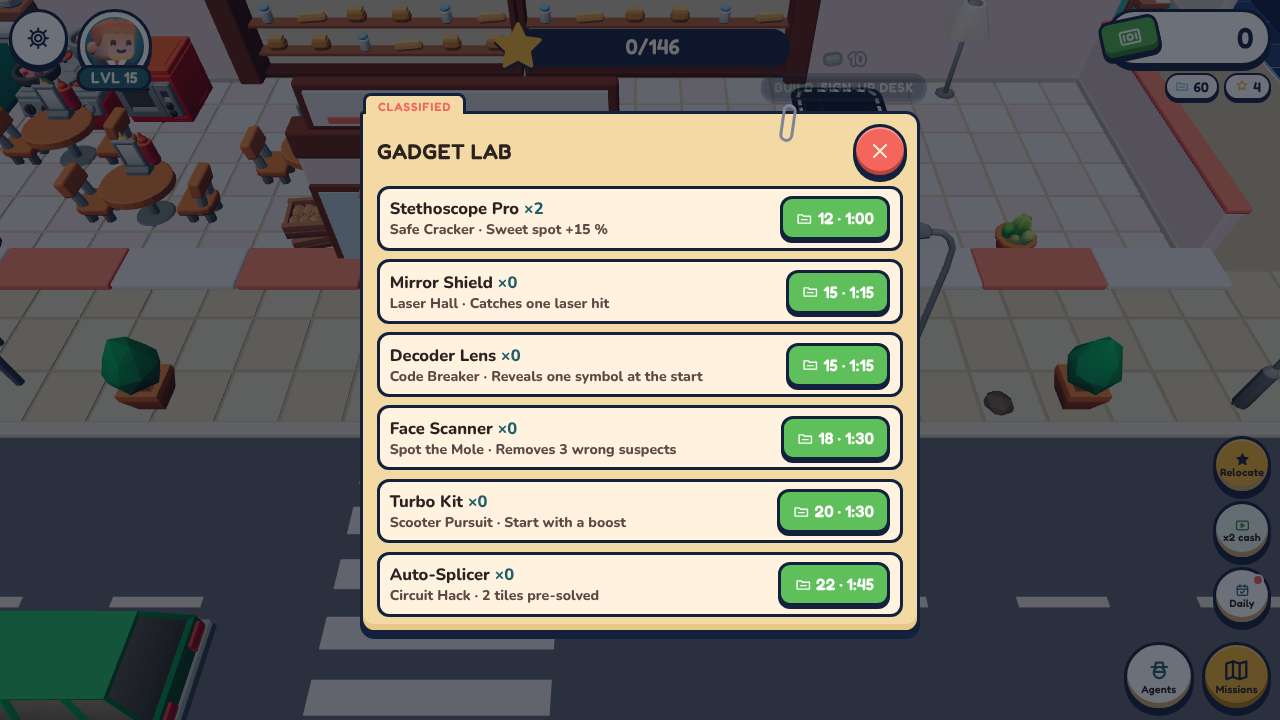 LVL 15
0/146
0
60
4
10
BUILD SIGN-UP DESK
CLASSIFIED
GADGET LAB
Stethoscope Pro ×2
Safe Cracker · Sweet spot +15 %
12 · 1:00
Mirror Shield ×0
Laser Hall · Catches one laser hit
15 · 1:15
Decoder Lens ×0
Code Breaker · Reveals one symbol at the start
15 · 1:15
Face Scanner ×0
Spot the Mole · Removes 3 wrong suspects
18 · 1:30
Turbo Kit ×0
Scooter Pursuit · Start with a boost
20 · 1:30
Auto-Splicer ×0
Circuit Hack · 2 tiles pre-solved
22 · 1:45
Relocate
x2 cash
Daily
Agents
Missions